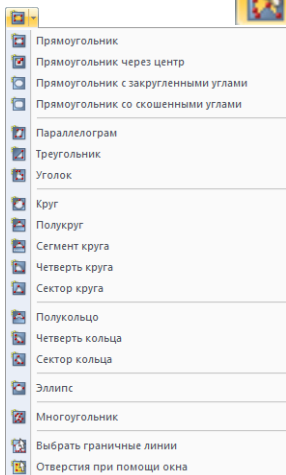 Прямоугольник
Прямоугольник через центр
Прямоугольник с закругленными углами
Прямоугольник со скошенными углами
Параллелограм
Треугольник
Уголок
Круг
Полукруг
Сегмент круга
Четверть круга
Сектор круга
Полукольцо
Четверть кольца
Сектор кольца
Эллипс
Многоугольник
Выбрать граничные линии
Отверстия при помощи окна